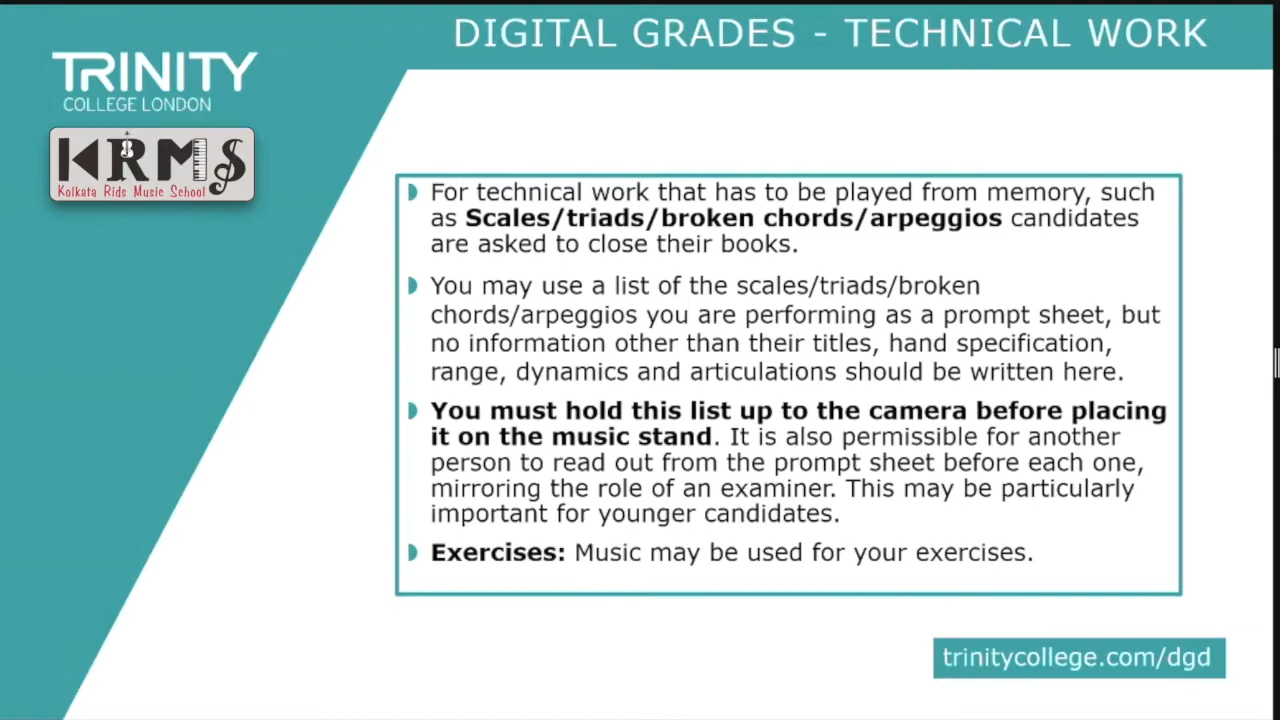 DIGITAL GRADES - TECHNICAL WORK
TRINITY
COLLEGE LONDON
KRMS
Kolkata Rids Music School
For technical work that has to be played from memory, such
as Scales/triads/broken chords/arpeggios candidates
are asked to close their books.
You may use a list of the scales/triads/broken
chords/arpeggios you are performing as a prompt sheet, but
no information other than their titles, hand specification,
range, dynamics and articulations should be written here.
You must hold this list up to the camera before placing
it on the music stand. It is also permissible for another
person to read out from the prompt sheet before each one,
mirroring the role of an examiner. This may be particularly
important for younger candidates.
Exercises: Music may be used for your exercises.
trinitycollege.com/dgd